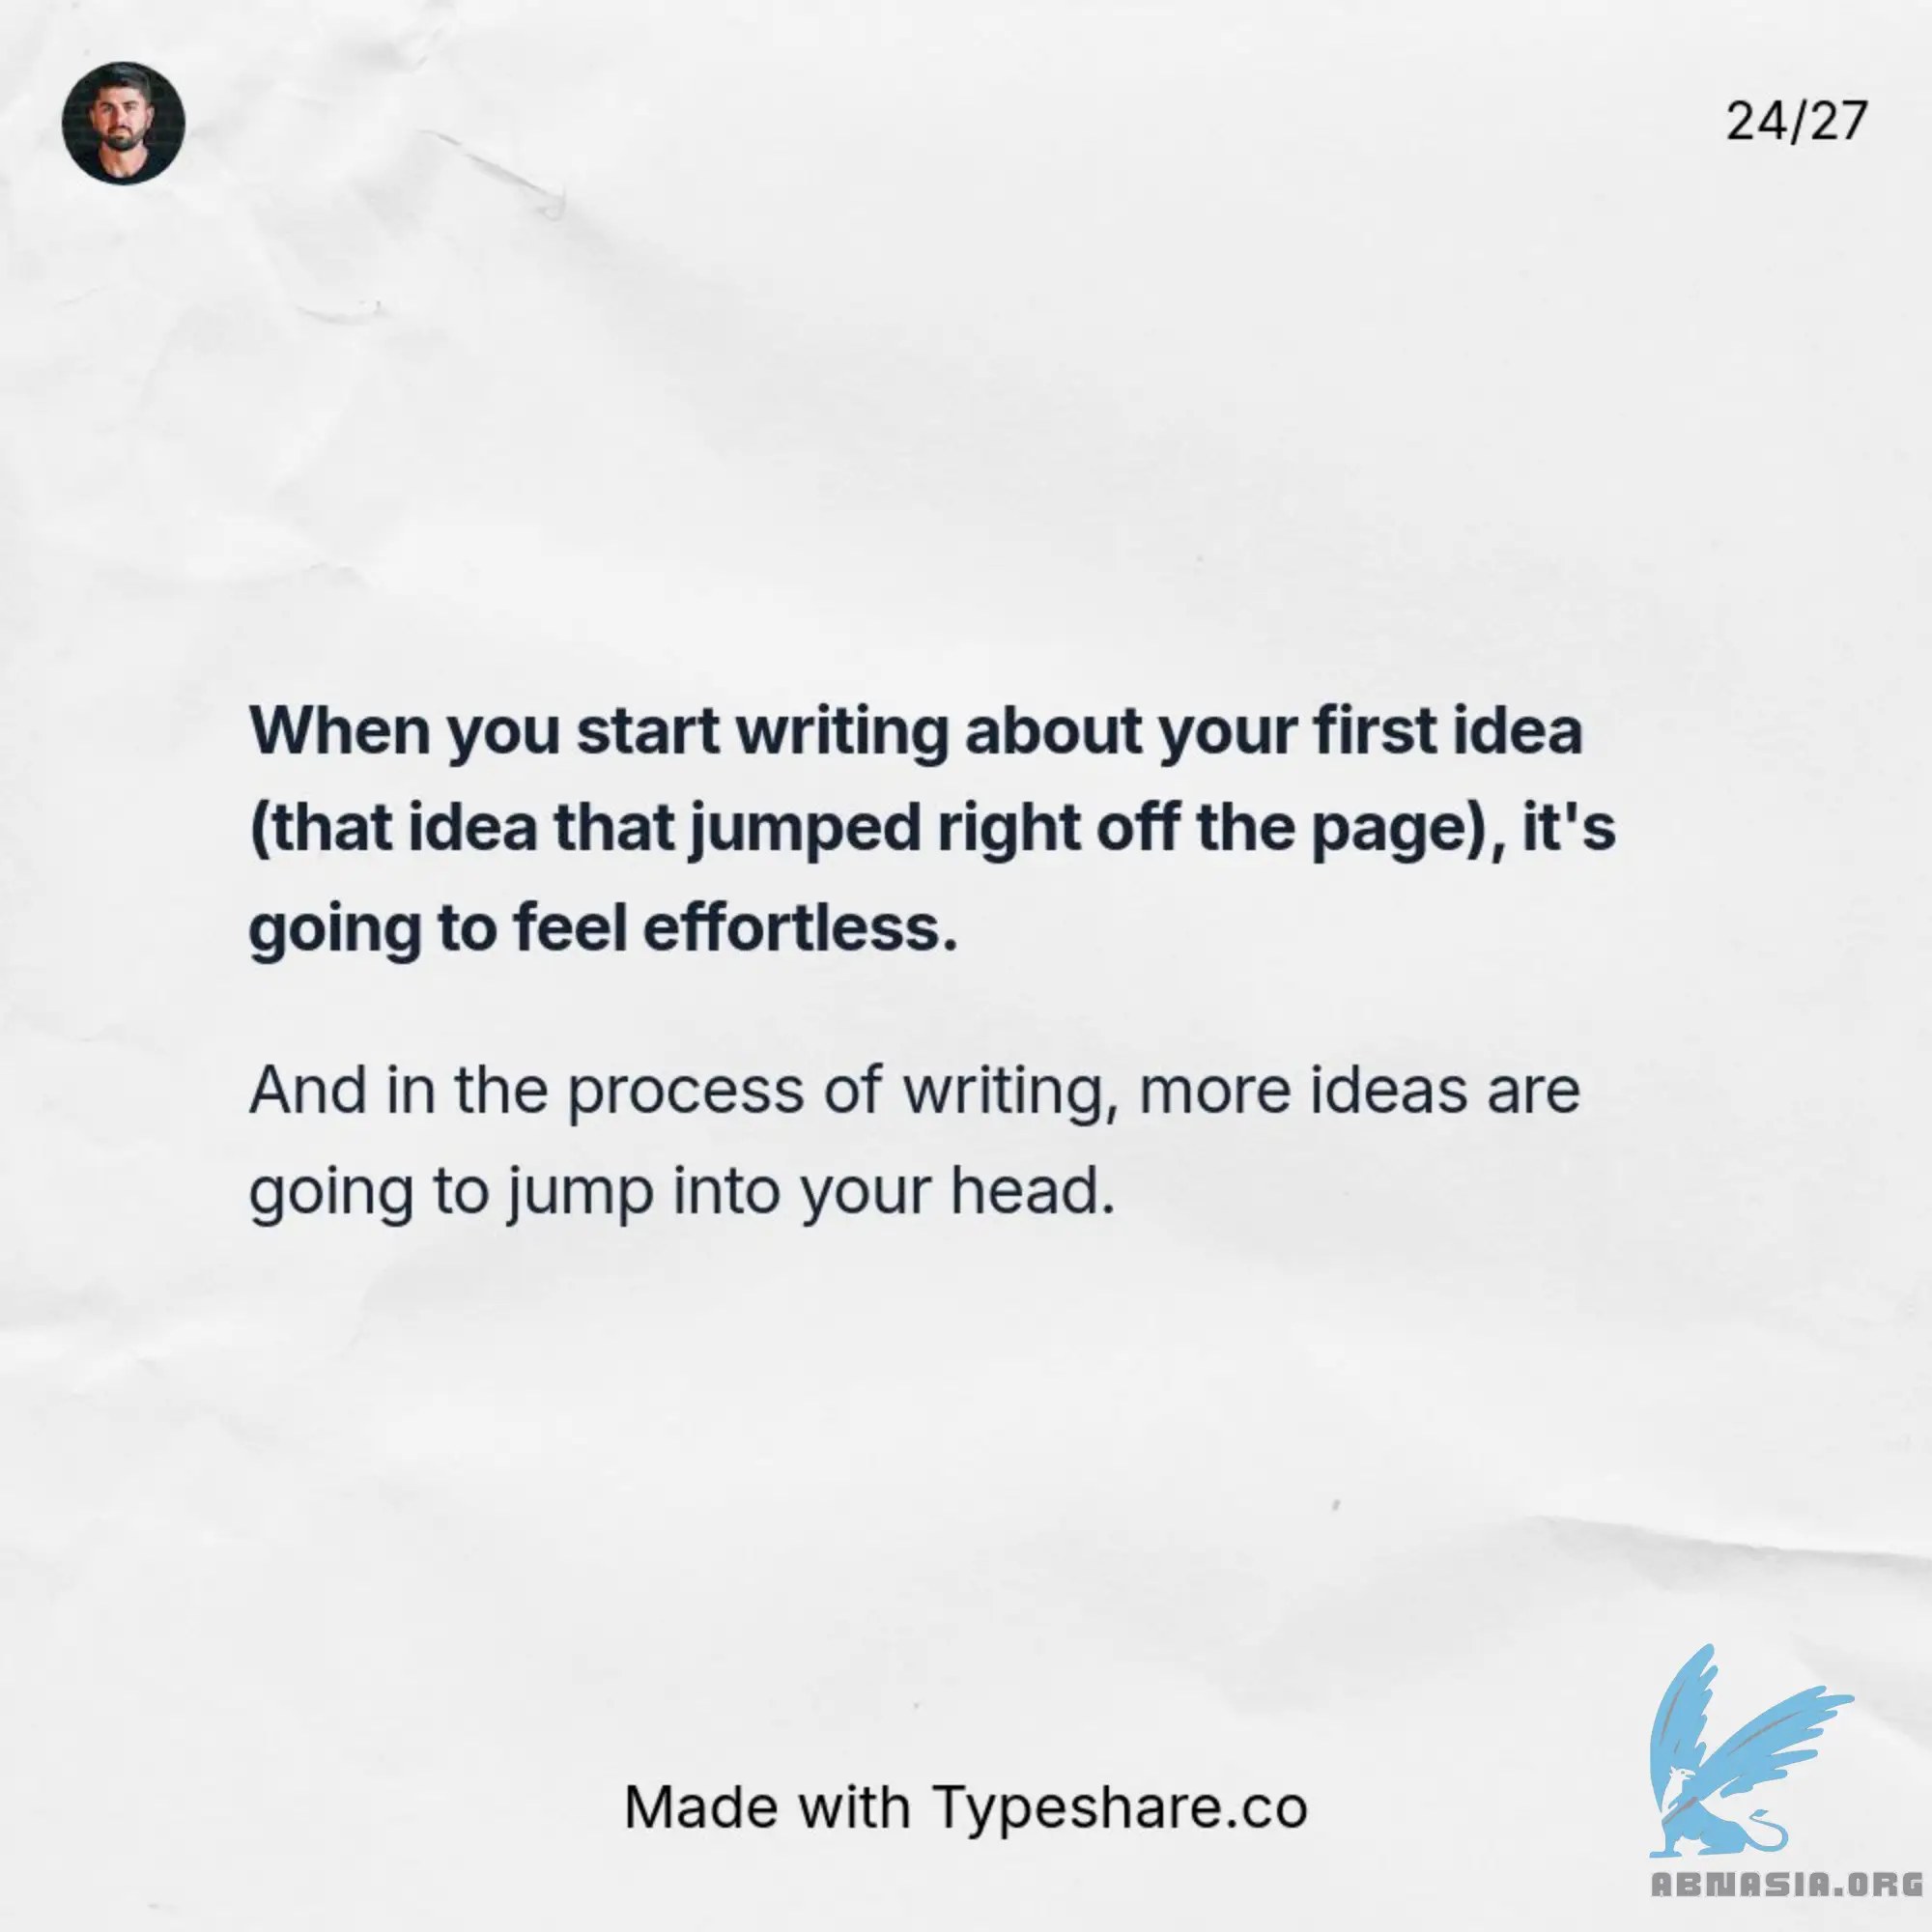 24/27
When you start writing about your first idea
(that idea that jumped right off the page), it's
going to feel effortless.
And in the process of writing, more ideas are
going to jump into your head.
Made with Typeshare.co
ABNASIA.ORG